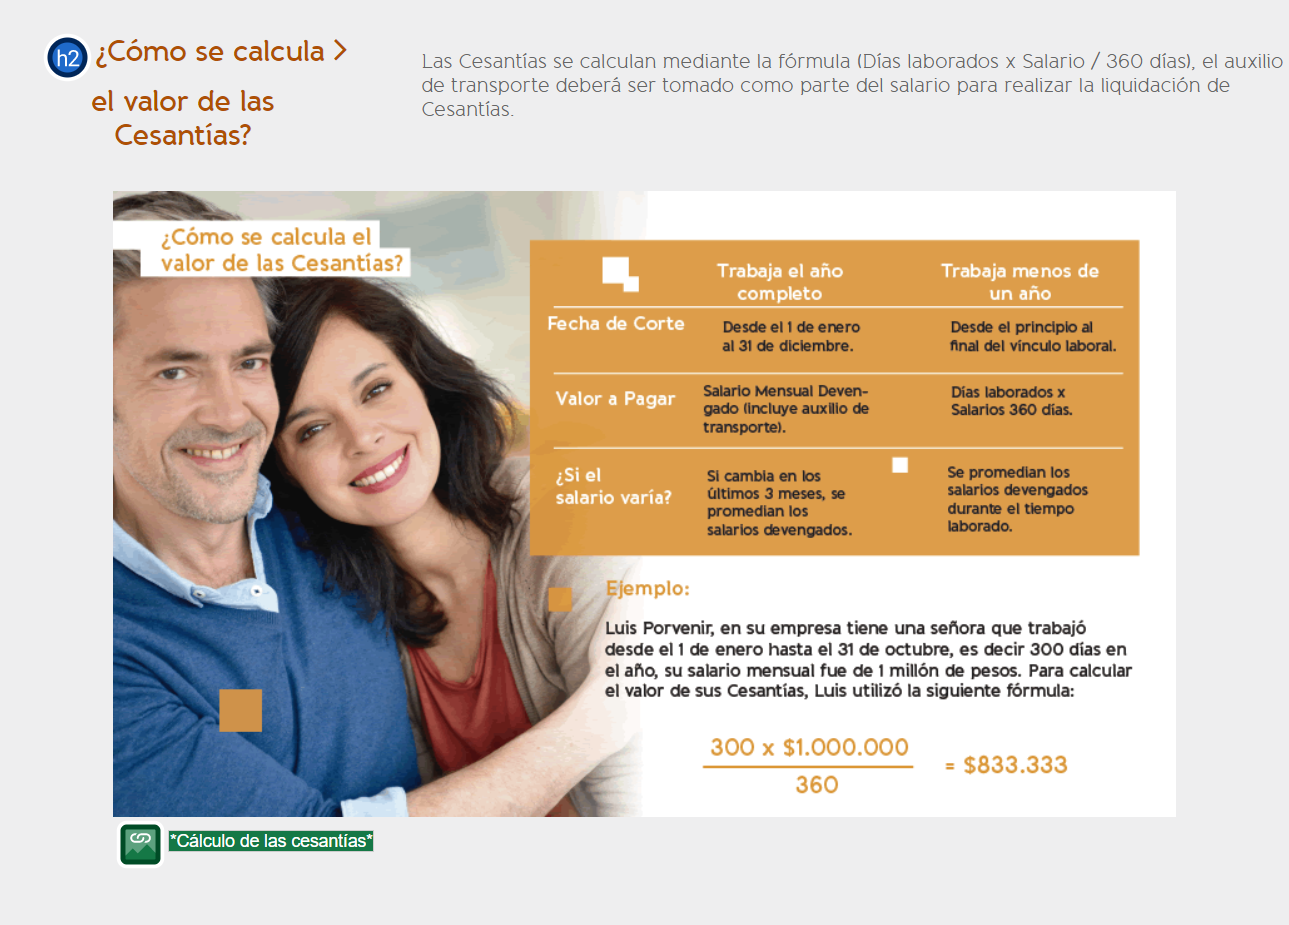 h2
¿Cómo se calcula >
el valor de las
Cesantías?
Las Cesantías se calculan mediante la fórmula (Días laborados x Salario / 360 días), el auxilio
de transporte deberá ser tomado como parte del salario para realizar la liquidación de
Cesantías.
¿Cómo se calcula el
valor de las Cesantías?
Trabaja el año
completo
Trabaja menos de
un año
Fecha de Corte
Desde el 1 de enero
al 31 de diciembre.
Desde el principio al
final del vínculo laboral.
Valor a Pagar
Salario Mensual Deven-
gado (incluye auxilio de
transporte).
Días laborados x
Salarios 360 días.
¿Si el
salario varía?
Si cambia en los
últimos 3 meses, se
promedian los
salarios devengados.
Se promedian los
salarios devengados
durante el tiempo
laborado.
Ejemplo:
Luis Porvenir, en su empresa tiene una señora que trabajó
desde el 1 de enero hasta el 31 de octubre, es decir 300 días en
el año, su salario mensual fue de 1 millón de pesos. Para calcular
el valor de sus Cesantías, Luis utilizó la siguiente fórmula:
300 x $1.000.000
360
= $833.333
*Cálculo de las cesantías*